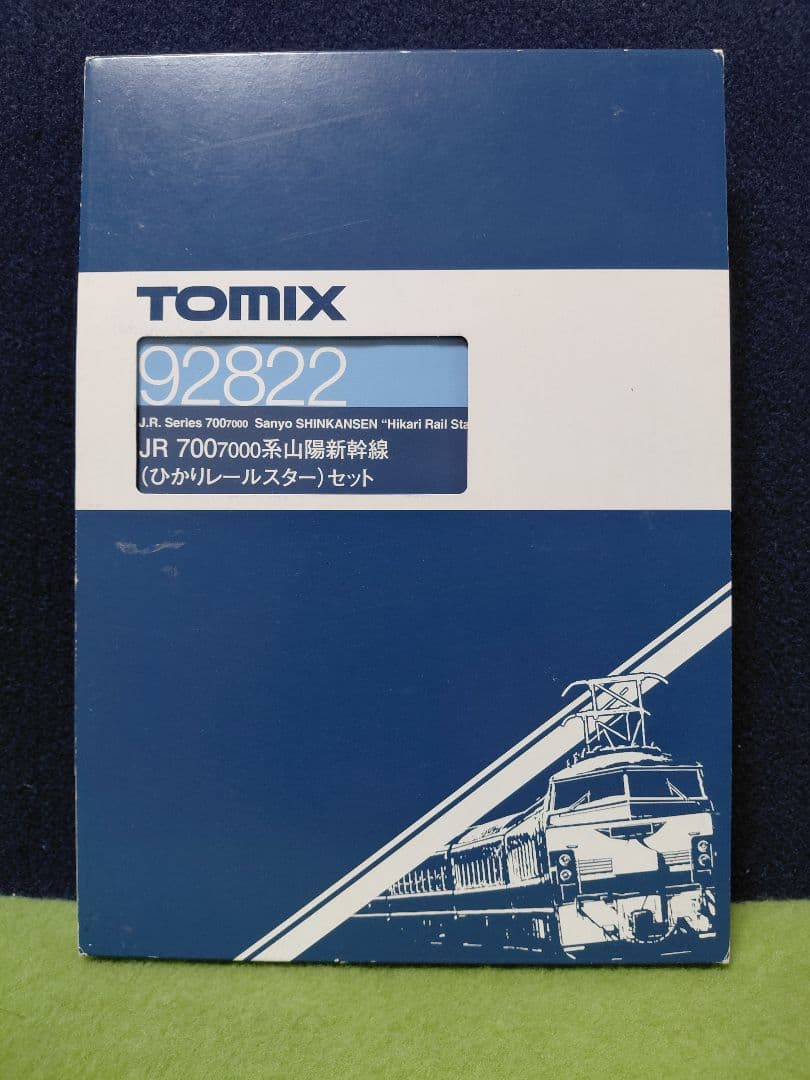 TOMIX
92822
J.R. Series 7007000 Sanyo SHINKANSEN "Hikari Rail Sta
JR 7007000系山陽新幹線
(ひかりレールスター)セット